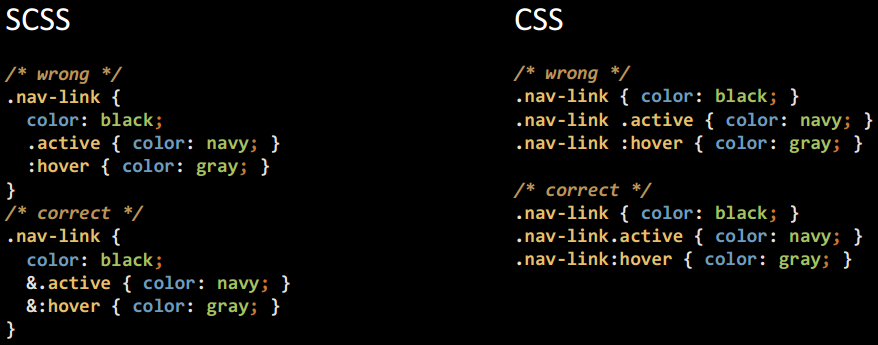 SCSS
/* wrong */
.nav-link {
  color: black;
  .active { color: navy; }
  :hover { color: gray; }
}
/* correct */
.nav-link {
  color: black;
  &.active { color: navy; }
  &:hover { color: gray; }
}
CSS
/* wrong */
.nav-link { color: black; }
.nav-link .active { color: navy; }
.nav-link :hover { color: gray; }
/* correct */
.nav-link { color: black; }
.nav-link.active { color: navy; }
.nav-link:hover { color: gray; }